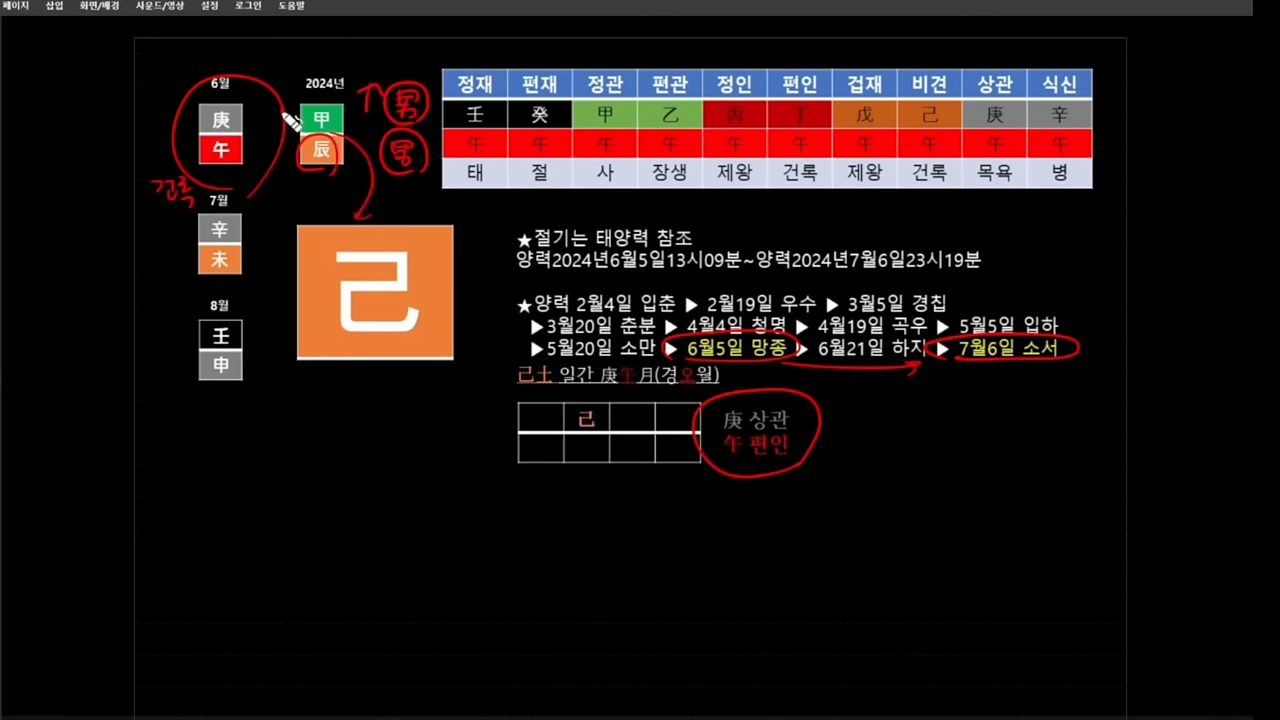 페이지 삽입 화면/배경 사운드/영상 설정 로그인 도움말
6월 2024년
庚 甲
午 辰
男
꼬록
7월
辛
未
8월
壬
申
己
정재 편재 정관 편관 정인 편인 겁재 비견 상관 식신
壬 癸 甲 乙 丙 丁 戊 己 庚 辛
午 午 午 午 午 午 午 午 午 午
태 절 사 장생 제왕 건록 제왕 건록 목욕 병
★절기는 태양력 참조
양력2024년6월5일13시09분~양력2024년7월6일23시19분
★양력 2월4일 입춘 ▶ 2월19일 우수 ▶ 3월5일 경칩
▶3월20일 춘분 ▶ 4월4일 청명 ▶ 4월19일 곡우 ▶ 5월5일 입하
▶5월20일 소만 ▶ 6월5일 망종 ▶ 6월21일 하지 ▶ 7월6일 소서
己土 일간 庚午月(경오월)
己
庚 상관
午 편인